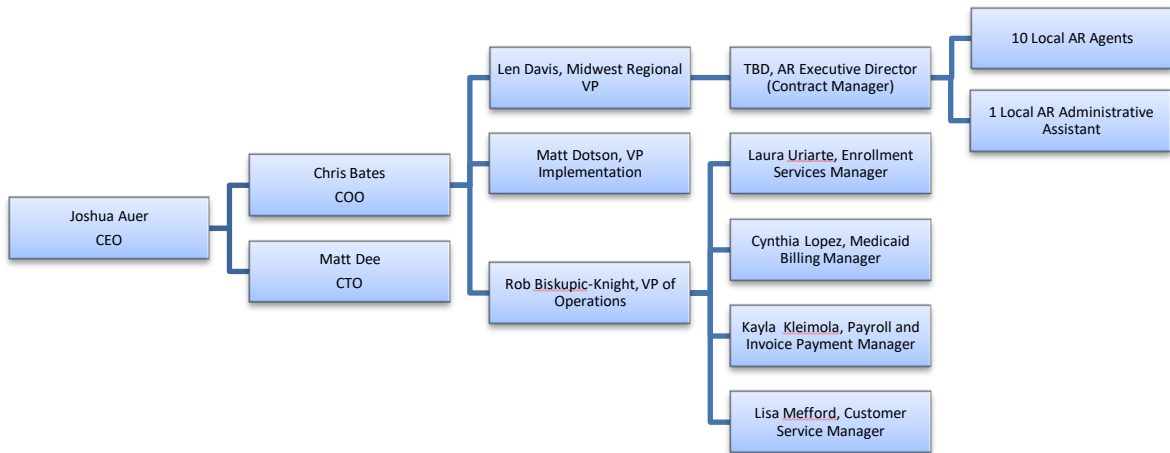 Joshua Auer
CEO
Chris Bates
COO
Matt Dee
CTO
Len Davis, Midwest Regional
VP
Matt Dotson, VP
Implementation
Rob Biskupic-Knight, VP of
Operations
TBD, AR Executive Director
(Contract Manager)
Laura Uriarte, Enrollment
Services Manager
Cynthia Lopez, Medicaid
Billing Manager
Kayla Kleimola, Payroll and
Invoice Payment Manager
Lisa Mefford, Customer
Service Manager
10 Local AR Agents
1 Local AR Administrative
Assistant